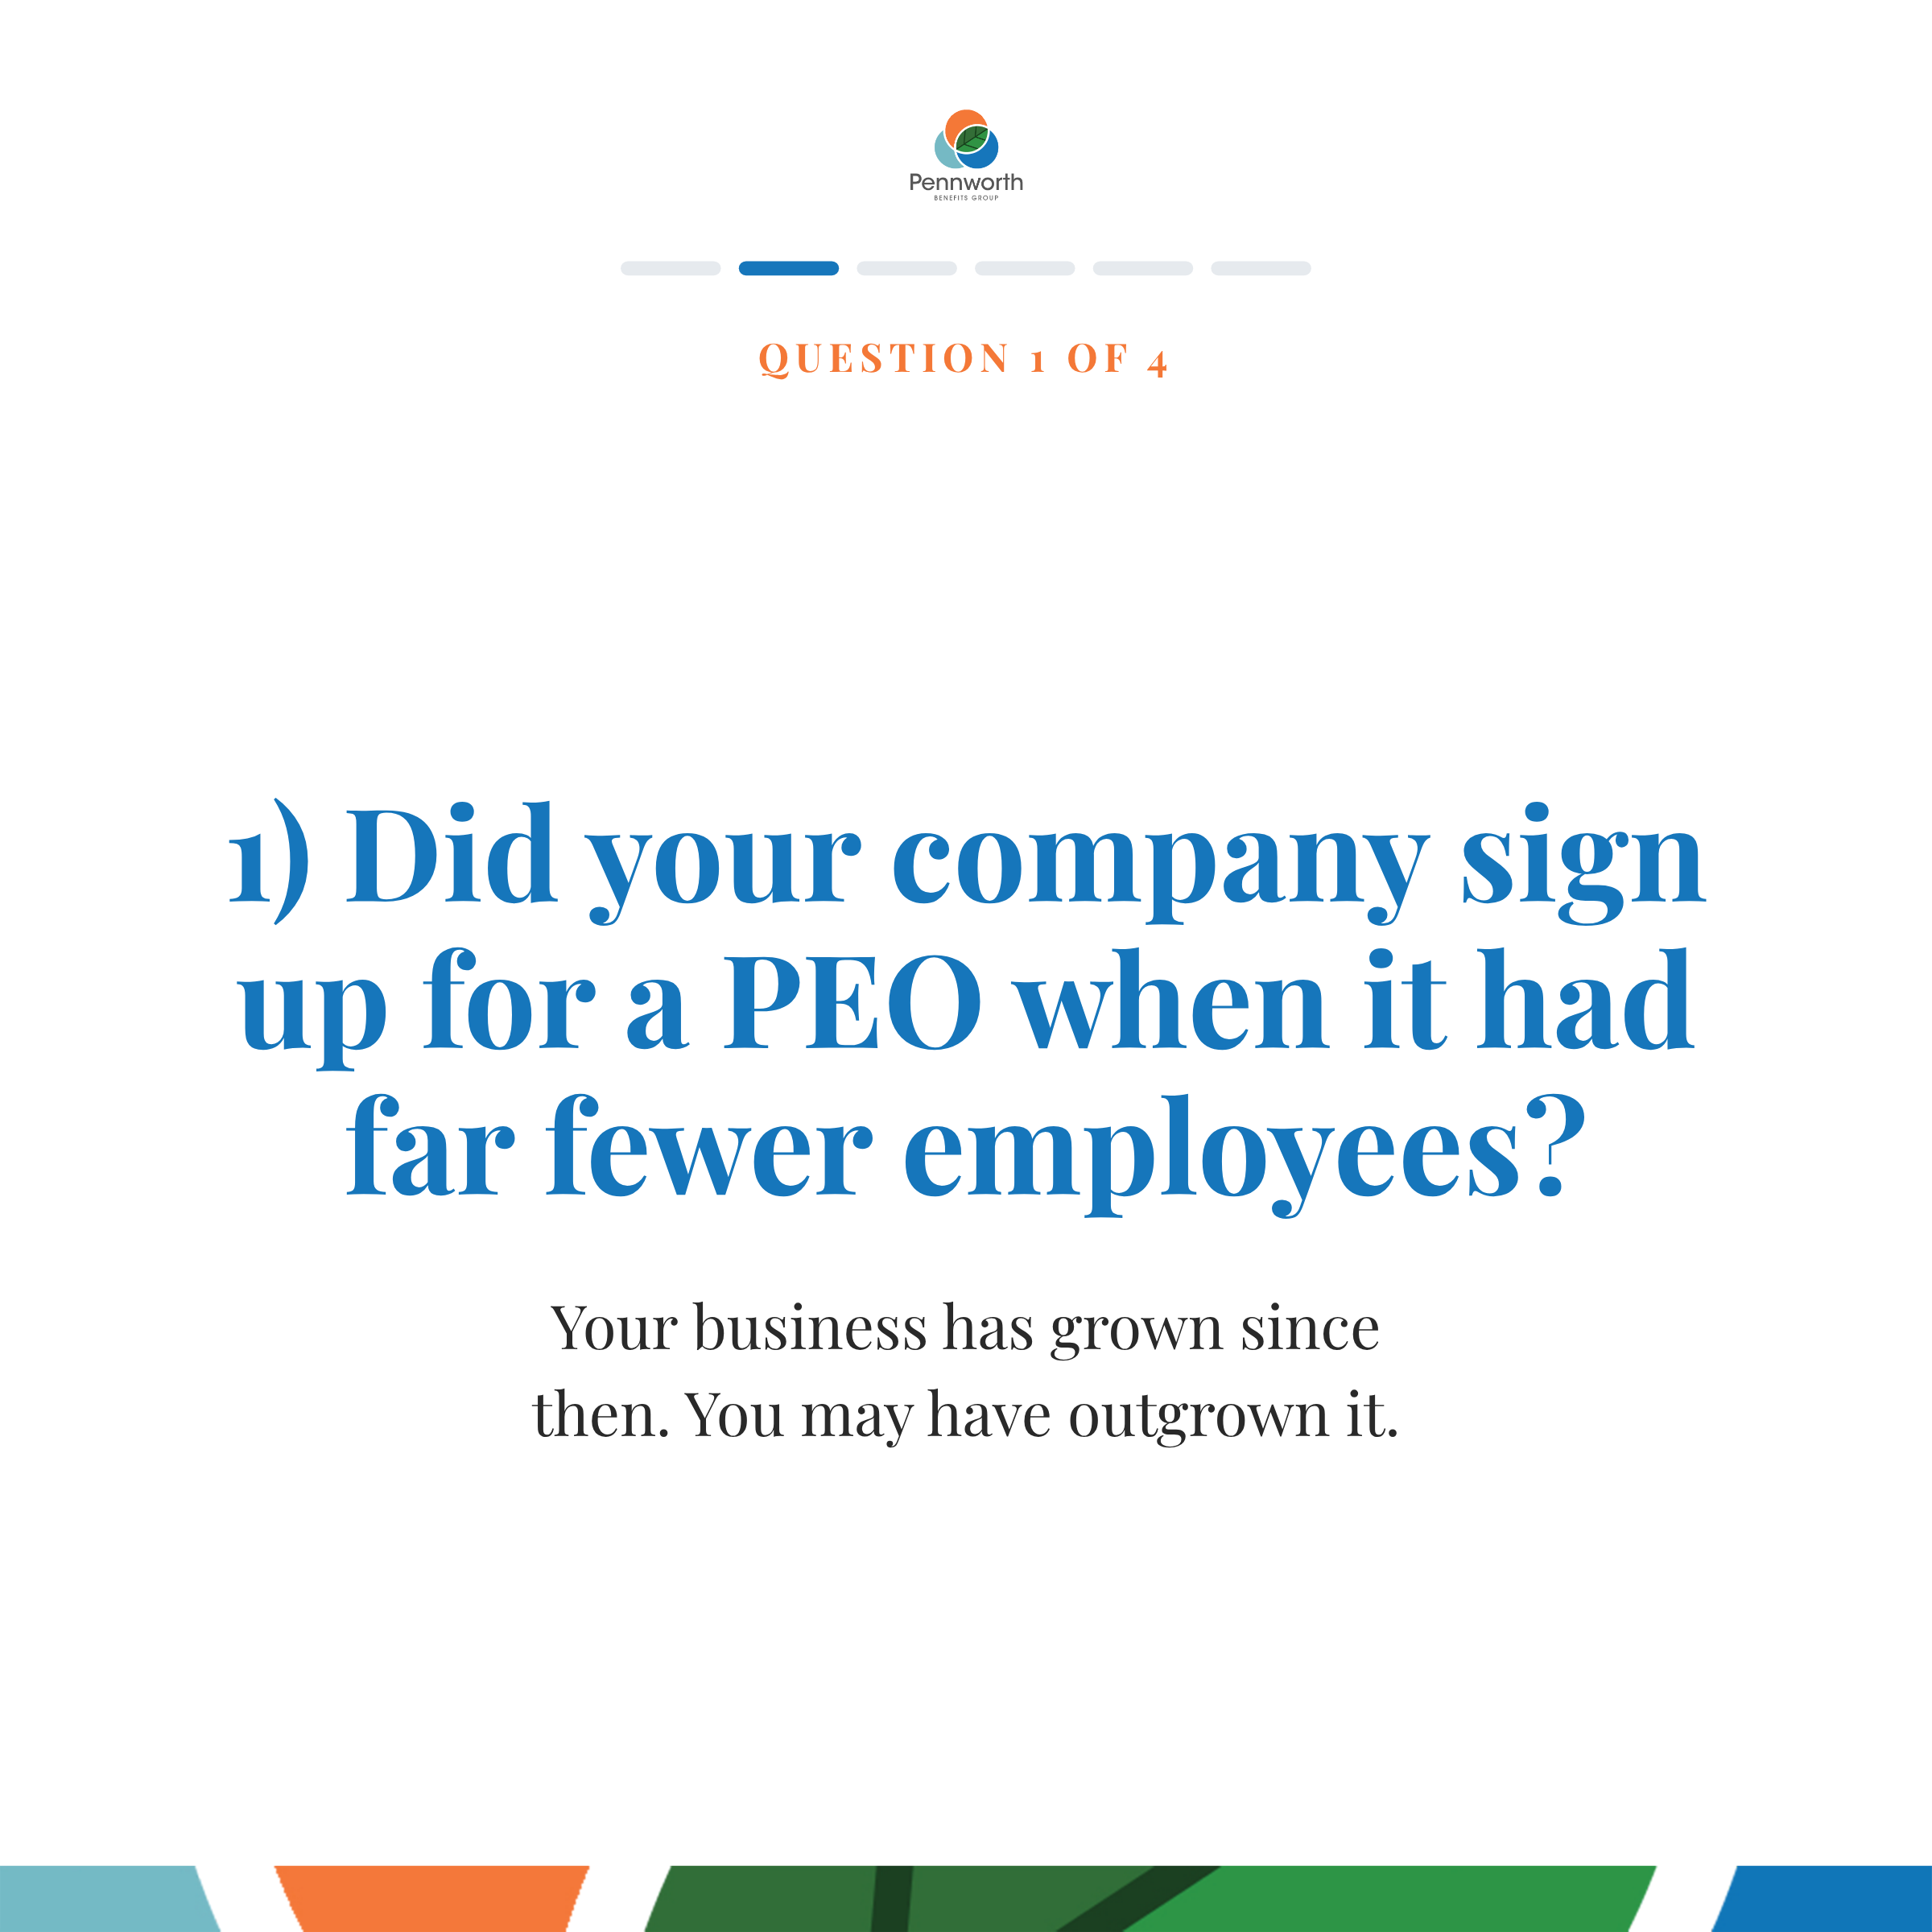 Pennworth
BENEFITS GROUP
QUESTION 1 OF 4
1) Did your company sign
up for a PEO when it had
far fewer employees?
Your business has grown since
then. You may have outgrown it.